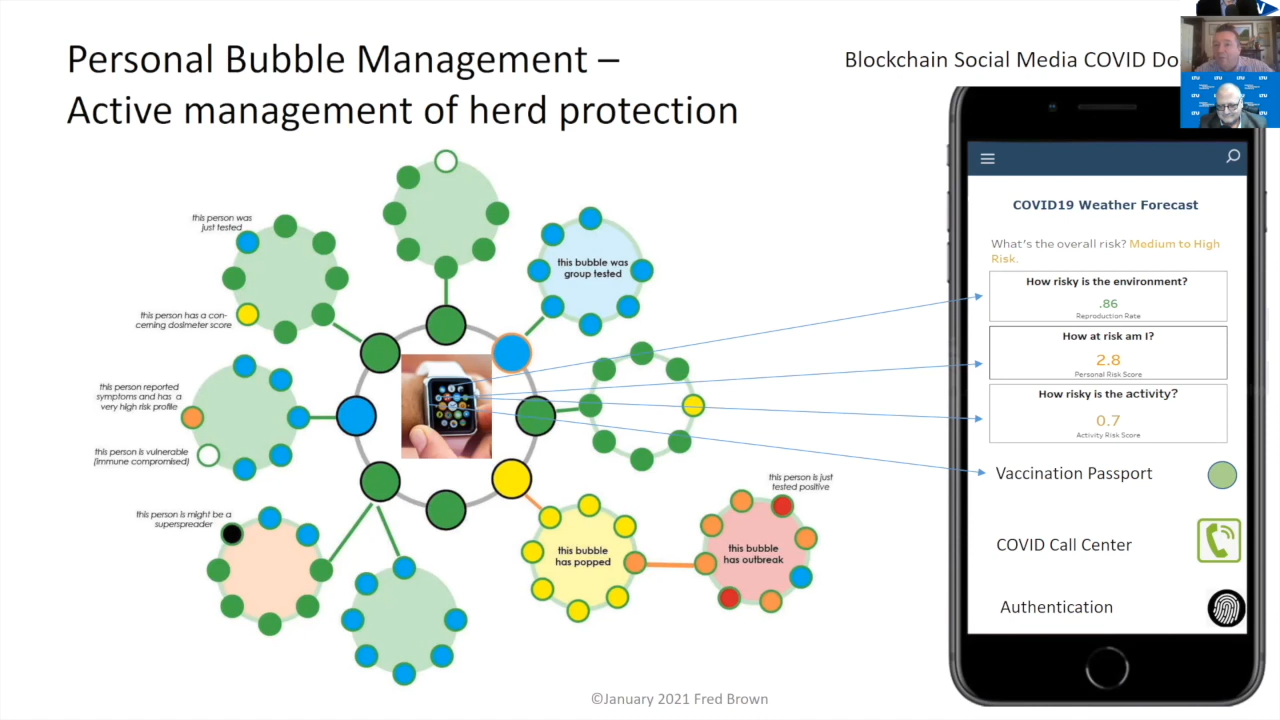 Personal Bubble Management –
Active management of herd protection
Blockchain Social Media COVID
this person was
just tested
this person has a con-
cerning dosimeter score
this person reported
symptoms and has a
very high risk profile
this person is vulnerable
(immune compromised)
this person is might be a
superspreader
this bubble was
group tested
this bubble
has popped
this person is just
tested positive
this bubble
has outbreak
COVID19 Weather Forecast
What's the overall risk? Medium to High
Risk.
How risky is the environment?
.86
Reproduction Rate
How at risk am I?
2.8
Personal Risk Score
How risky is the activity?
0.7
Activity Risk Score
Vaccination Passport
COVID Call Center
Authentication
©January 2021 Fred Brown